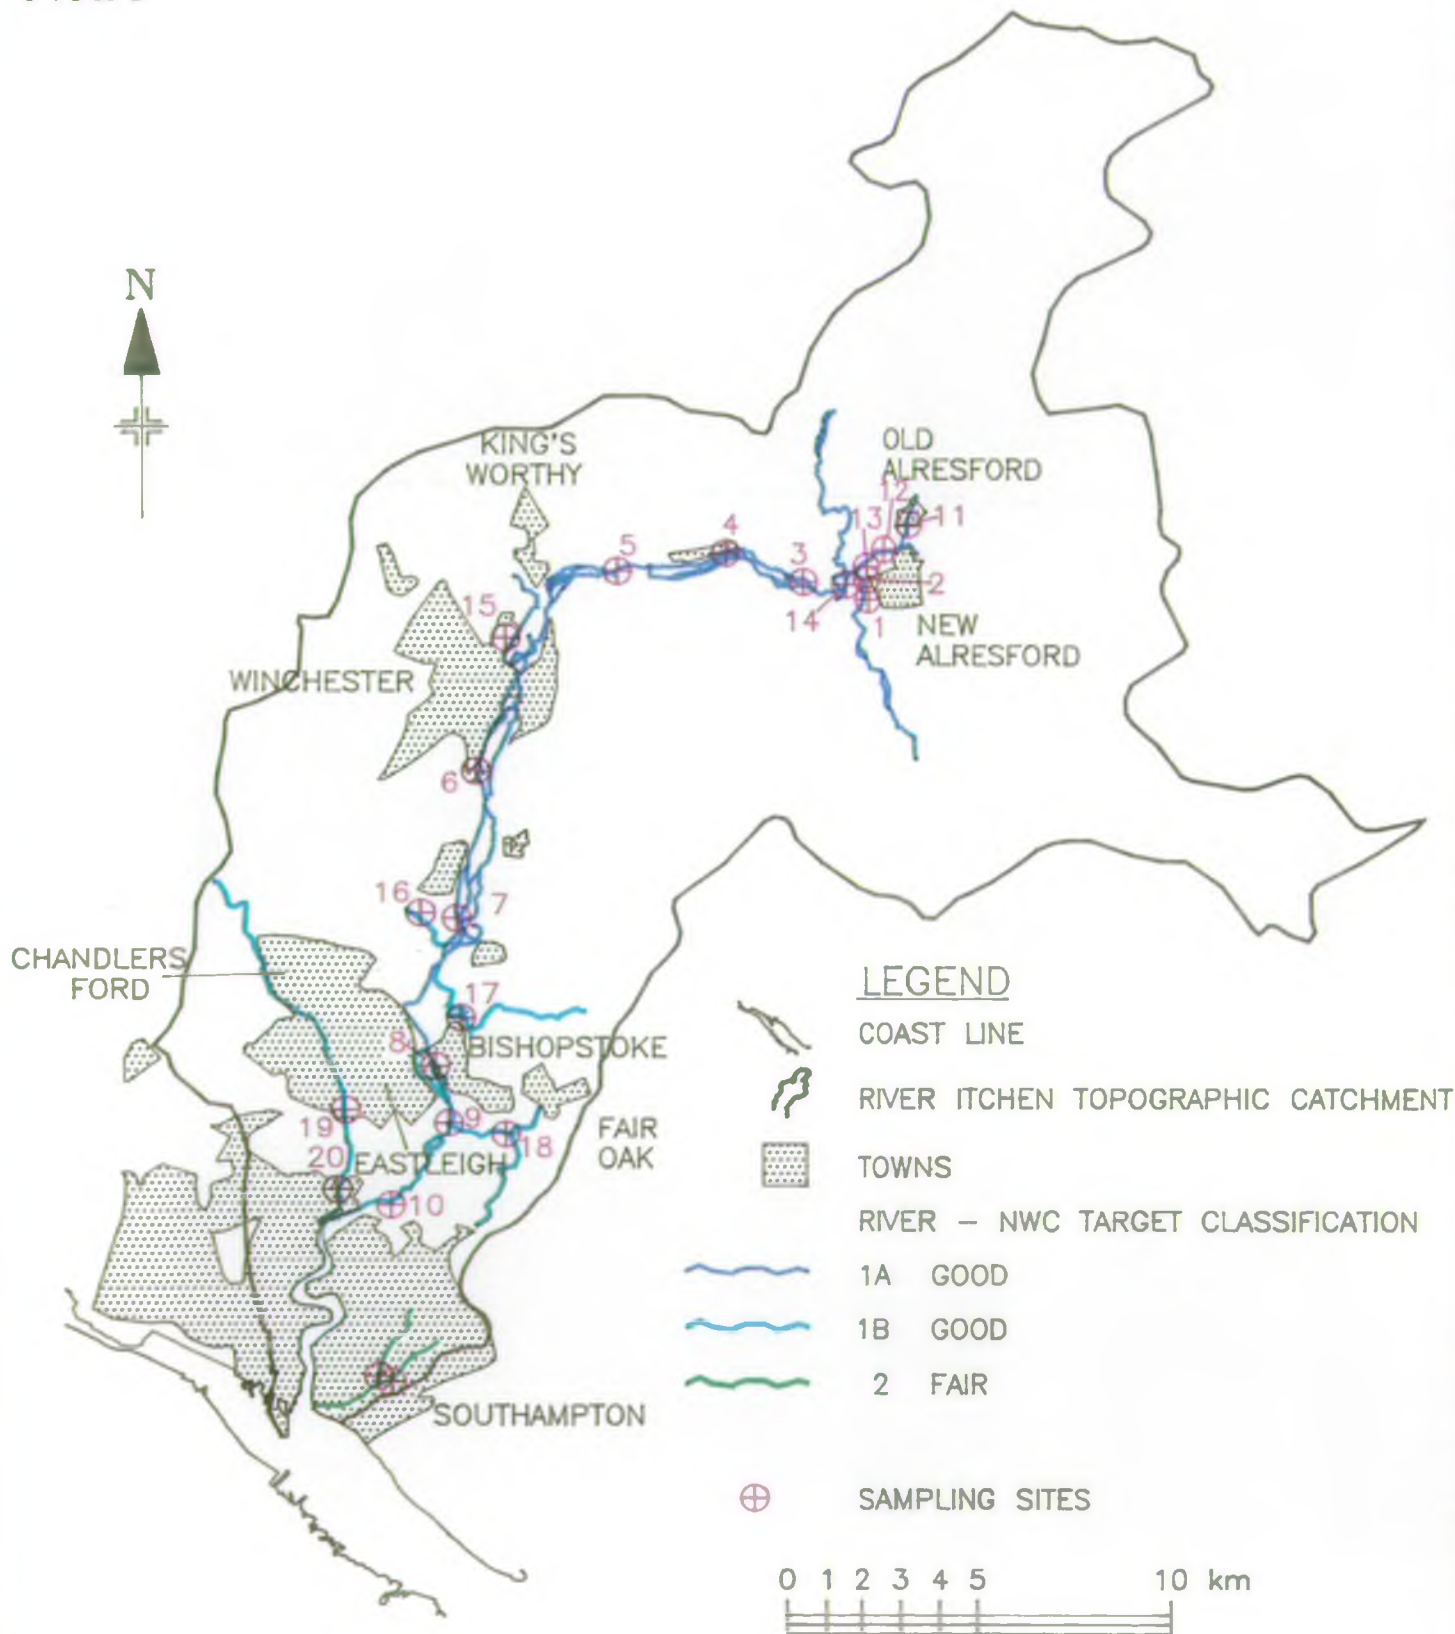 N
OLD
ALRESFORD
KING'S
WORTHY
12
13
11
4
5
3
2
15
14
1
NEW
ALRESFORD
WINCHESTER
6
16
7
CHANDLERS
FORD
17
LEGEND
COAST LINE
8
BISHOPSTOKE
RIVER ITCHEN TOPOGRAPHIC CATCHMENT
9
19
18
FAIR
OAK
20
EASTLEIGH
TOWNS
10
RIVER – NWC TARGET CLASSIFICATION
1A GOOD
1B GOOD
2 FAIR
SOUTHAMPTON
SAMPLING SITES
0 1 2 3 4 5 10 km